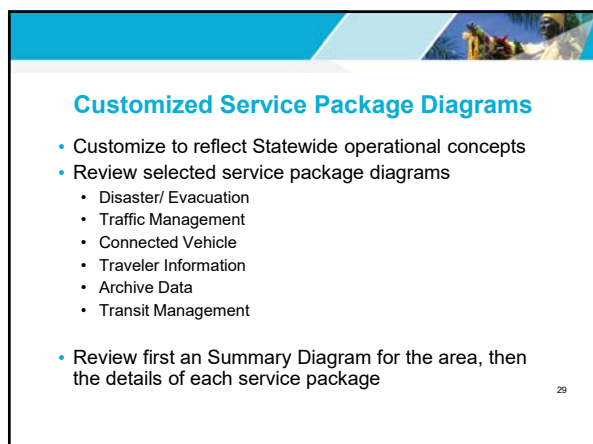 Customized Service Package Diagrams
• Customize to reflect Statewide operational concepts
• Review selected service package diagrams
• Disaster/ Evacuation
• Traffic Management
• Connected Vehicle
• Traveler Information
• Archive Data
• Transit Management
• Review first an Summary Diagram for the area, then
the details of each service package
29